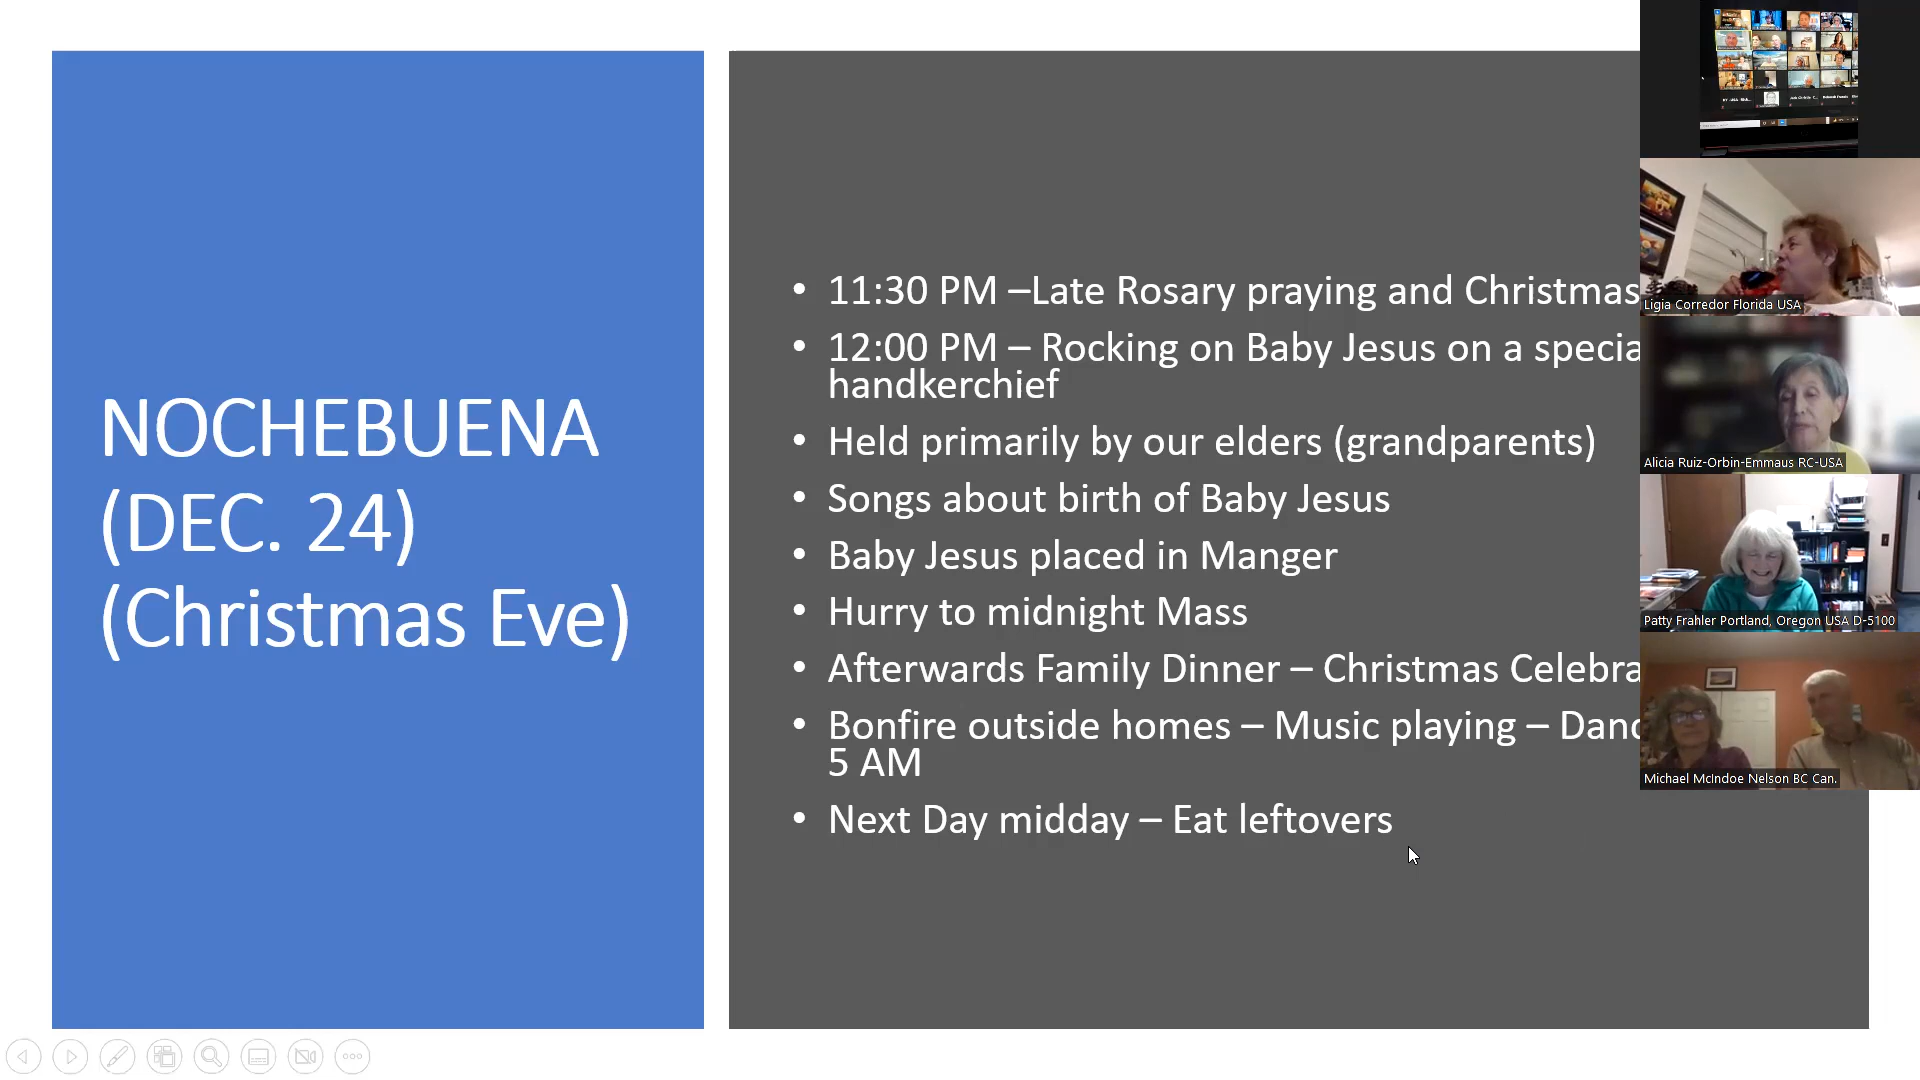 NOCHEBUENA
(DEC. 24)
(Christmas Eve)
• 11:30 PM –Late Rosary praying and Christmas
• 12:00 PM – Rocking on Baby Jesus on a specia
handkerchief
• Held primarily by our elders (grandparents)
• Songs about birth of Baby Jesus
• Baby Jesus placed in Manger
• Hurry to midnight Mass
• Afterwards Family Dinner – Christmas Celebra
• Bonfire outside homes – Music playing – Danc
5 AM
• Next Day midday – Eat leftovers
Ligia Corredor Florida USA
Alicia Ruiz-Orbin-Emmaus RC-USA
Patty Frahler Portland, Oregon USA D-5100
Michael McIndoe Nelson BC Can.